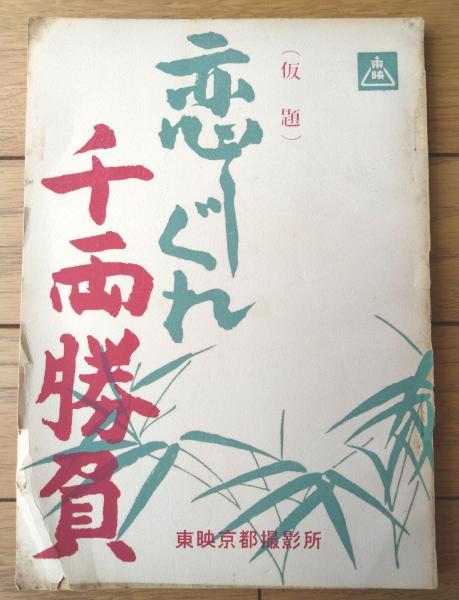 東映
（仮題）
恋しぐれ
千両勝負
東映京都撮影所